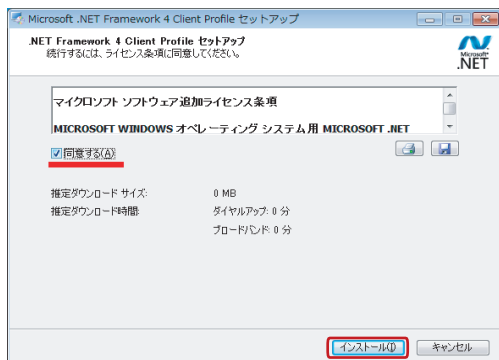 Microsoft .NET Framework 4 Client Profile セットアップ
.NET Framework 4 Client Profile セットアップ
続行するには、ライセンス条項に同意してください。
Microsoft®
.NET
マイクロソフト ソフトウェア追加ライセンス条項
MICROSOFT WINDOWS オペレーティング システム用 MICROSOFT .NET
同意する(A)
推定ダウンロード サイズ: 0 MB
推定ダウンロード時間: ダイヤルアップ: 0 分
ブロードバンド: 0 分
インストール(I) キャンセル